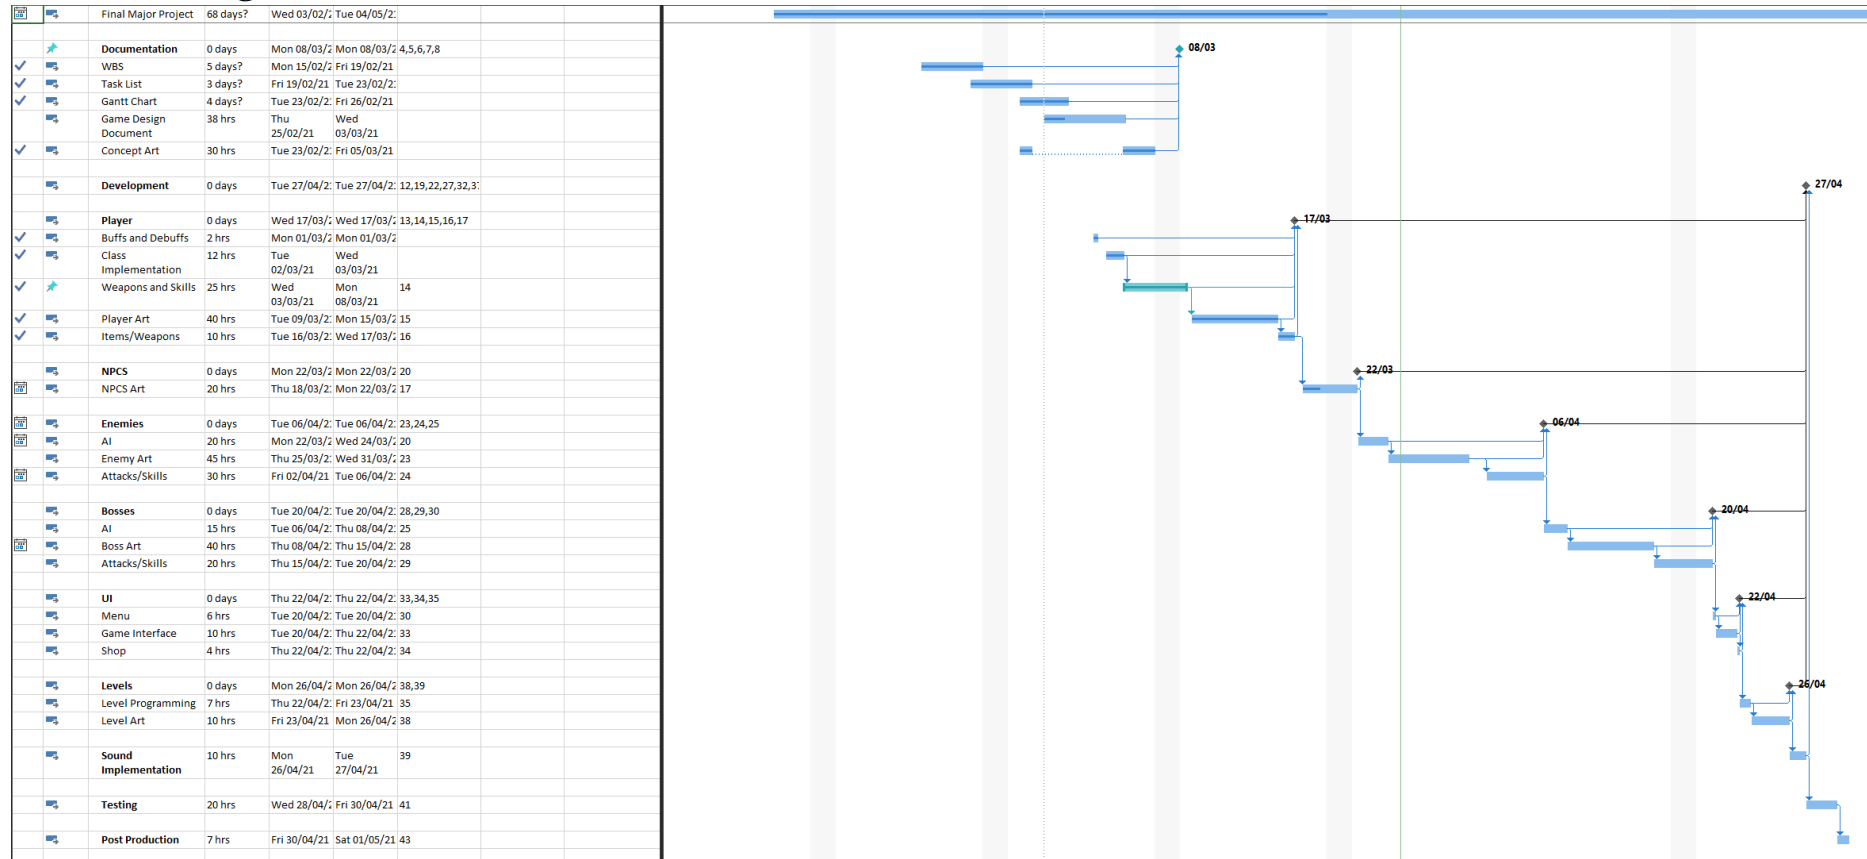 Final Major Project 68 days? Wed 03/02/2 Tue 04/05/2
Documentation 0 days Mon 08/03/2 Mon 08/03/2 4,5,6,7,8 08/03
WBS 5 days? Mon 15/02/2 Fri 19/02/21
Task List 3 days? Fri 19/02/21 Tue 23/02/2
Gantt Chart 4 days? Tue 23/02/2 Fri 26/02/21
Game Design 38 hrs Thu Wed
Document 25/02/21 03/03/21
Concept Art 30 hrs Tue 23/02/2 Fri 05/03/21
Development 0 days Tue 27/04/2 Tue 27/04/2 12,19,22,27,32,3 27/04
Player 0 days Wed 17/03/2 Wed 17/03/2 13,14,15,16,17 17/03
Buffs and Debuffs 2 hrs Mon 01/03/2 Mon 01/03/2
Class 12 hrs Tue Wed
Implementation 02/03/21 03/03/21
Weapons and Skills 25 hrs Wed Mon 14
03/03/21 08/03/21
Player Art 40 hrs Tue 09/03/2 Mon 15/03/2 15
Items/Weapons 10 hrs Tue 16/03/2 Wed 17/03/2 16
NPCS 0 days Mon 22/03/2 Mon 22/03/2 20 22/03
NPCS Art 20 hrs Thu 18/03/2 Mon 22/03/2 17
Enemies 0 days Tue 06/04/2 Tue 06/04/2 23,24,25 06/04
AI 20 hrs Mon 22/03/2 Wed 24/03/2 20
Enemy Art 45 hrs Thu 25/03/2 Wed 31/03/2 23
Attacks/Skills 30 hrs Fri 02/04/21 Tue 06/04/2 24
Bosses 0 days Tue 20/04/2 Tue 20/04/2 28,29,30 20/04
AI 15 hrs Tue 06/04/2 Thu 08/04/2 25
Boss Art 40 hrs Thu 08/04/2 Thu 15/04/2 28
Attacks/Skills 20 hrs Thu 15/04/2 Tue 20/04/2 29
UI 0 days Thu 22/04/2 Thu 22/04/2 33,34,35 22/04
Menu 6 hrs Tue 20/04/2 Tue 20/04/2 30
Game Interface 10 hrs Tue 20/04/2 Thu 22/04/2 33
Shop 4 hrs Thu 22/04/2 Thu 22/04/2 34
Levels 0 days Mon 26/04/2 Mon 26/04/2 38,39 26/04
Level Programming 7 hrs Thu 22/04/2 Fri 23/04/21 35
Level Art 10 hrs Fri 23/04/21 Mon 26/04/2 38
Sound 10 hrs Mon Tue 39
Implementation 26/04/21 27/04/21
Testing 20 hrs Wed 28/04/2 Fri 30/04/21 41
Post Production 7 hrs Fri 30/04/21 Sat 01/05/21 43